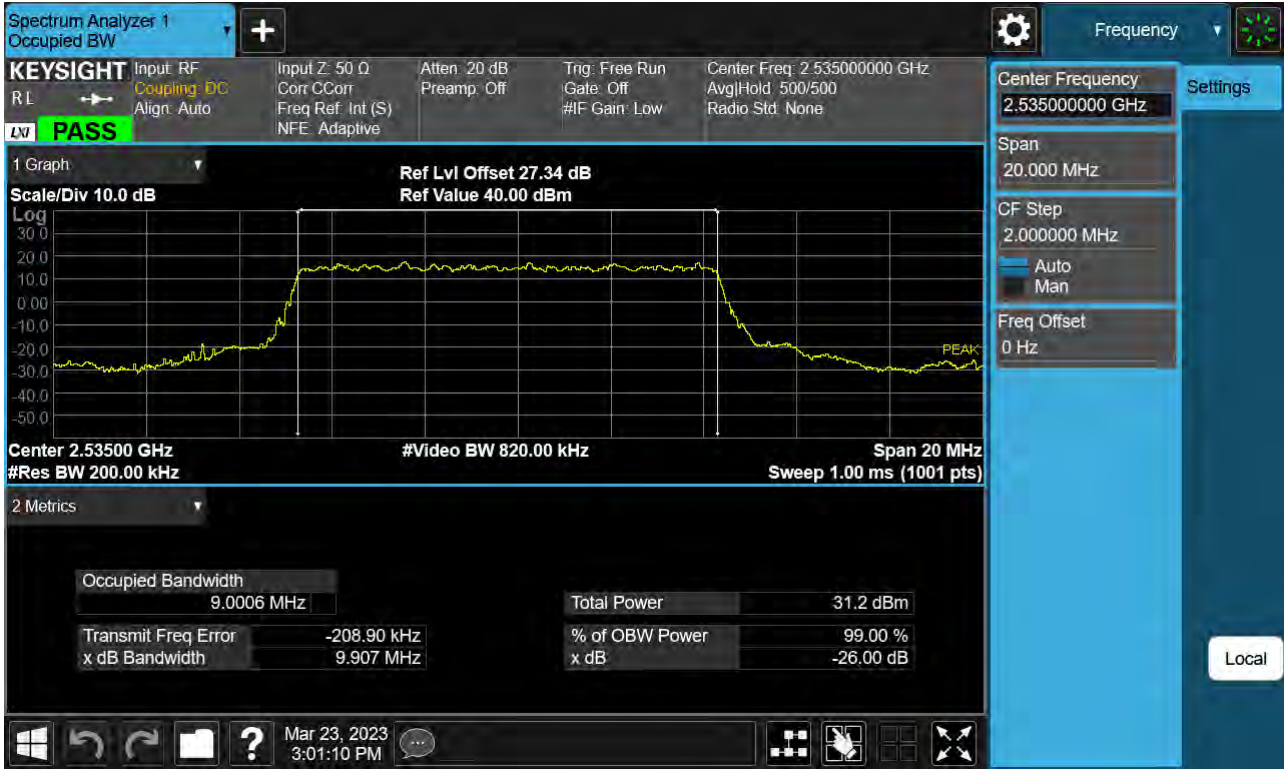 Spectrum Analyzer 1
Occupied BW
+
Frequency
KEYSIGHT
RL
LXI PASS
Input: RF
Coupling: DC
Align: Auto
Input Z: 50 Ω
Corr CCorr
Freq Ref: Int (S)
NFE: Adaptive
Atten: 20 dB
Preamp: Off
Trig: Free Run
Gate: Off
#IF Gain: Low
Center Freq: 2.535000000 GHz
Avg|Hold: 500/500
Radio Std: None
Center Frequency
2.535000000 GHz
Settings
Span
20.000 MHz
CF Step
2.000000 MHz
Auto
Man
Freq Offset
0 Hz
Local
1 Graph
Scale/Div 10.0 dB
Ref Lvl Offset 27.34 dB
Ref Value 40.00 dBm
Log
30.0
20.0
10.0
0.00
-10.0
-20.0
-30.0
-40.0
-50.0
PEAK
Center 2.53500 GHz
#Res BW 200.00 kHz
#Video BW 820.00 kHz
Span 20 MHz
Sweep 1.00 ms (1001 pts)
2 Metrics
Occupied Bandwidth
9.0006 MHz
Total Power 31.2 dBm
Transmit Freq Error -208.90 kHz
% of OBW Power 99.00 %
x dB Bandwidth 9.907 MHz
x dB -26.00 dB
?
Mar 23, 2023
3:01:10 PM